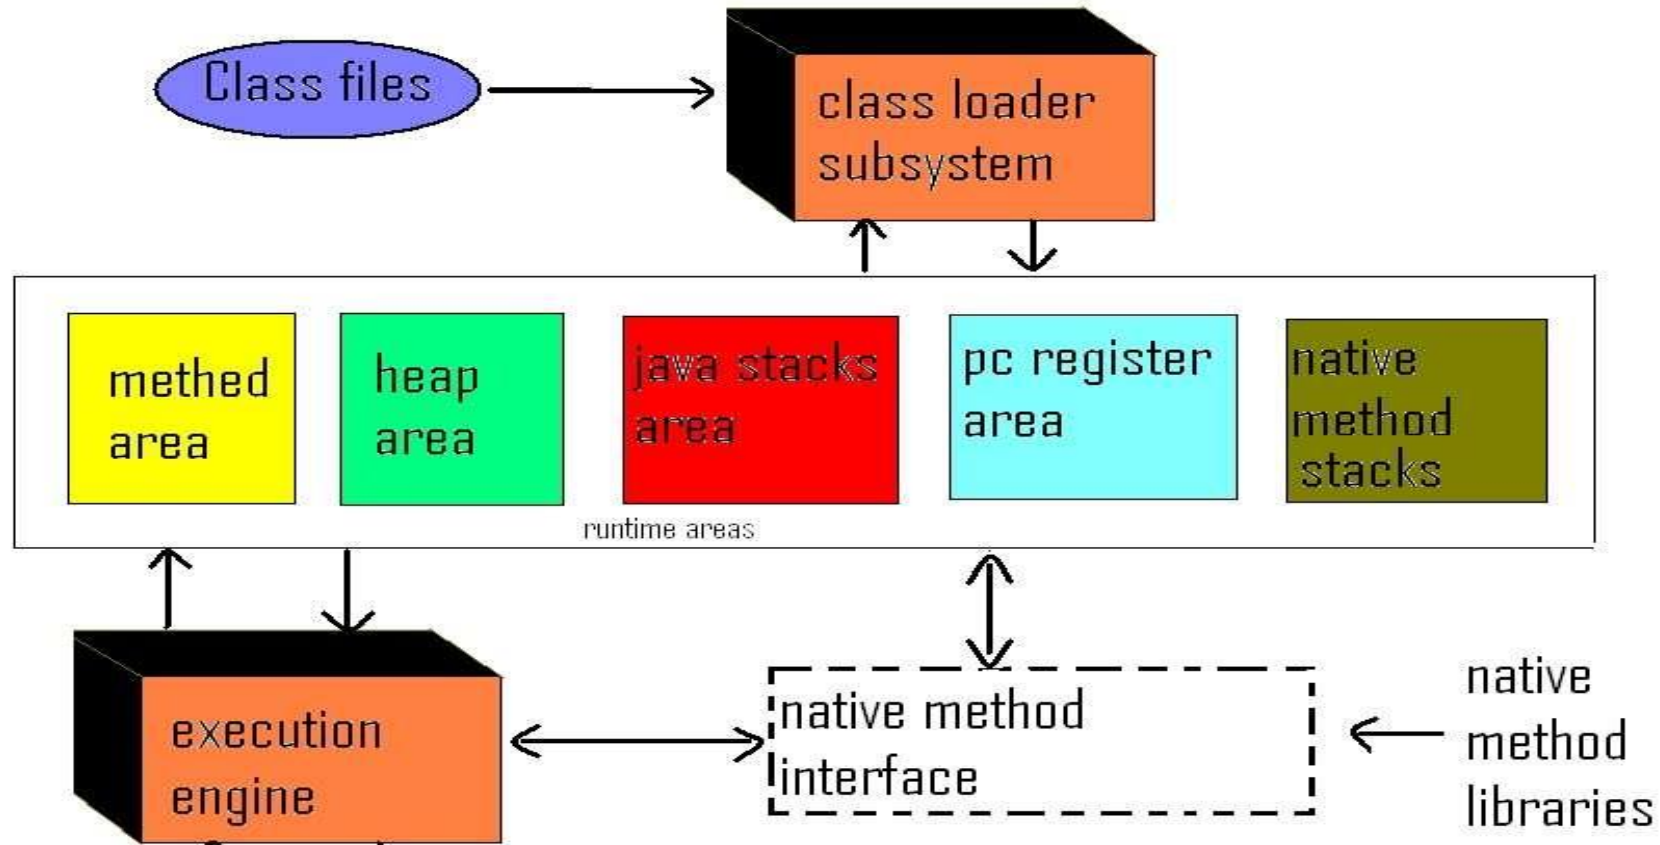 Class files
class loader
subsystem
methed
area
heap
area
java stacks
area
pc register
area
native
method
stacks
runtime areas
execution
engine
native method
interface
native
method
libraries